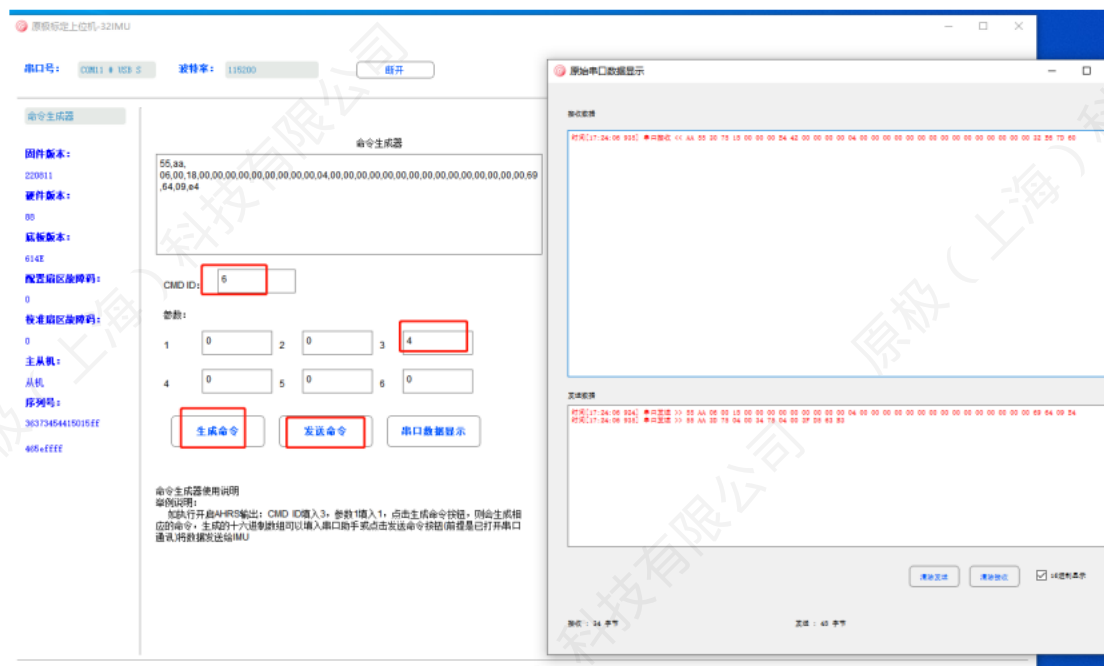 原极标定上位机-32IMU
串口号： COM11 # USB S 波特率： 115200 断开
命令生成器
固件版本：
220811
硬件版本：
88
底板版本：
614E
配置扇区故障码：
0
校准扇区故障码：
0
主从机：
从机
序列号：
36373454415015ff
465effff
命令生成器
55,aa,
06,00,18,00,00,00,00,00,00,00,00,00,04,00,00,00,00,00,00,00,00,00,00,00,00,00,00,00,69
,64,09,e4
CMD ID: 6
参数：
1 0 2 0 3 4
4 0 5 0 6 0
生成命令 发送命令 串口数据显示
命令生成器使用说明
举例说明：
如执行开启AHRS输出：CMD ID填入3，参数1填入1，点击生成命令按钮，则会生成相
应的命令，生成的十六进制数组可以填入串口助手或点击发送命令按钮(前提是已打开串口
通讯)将数据发送给IMU
原始串口数据显示
接收数据
发送数据
清除发送 清除接收 16进制显示
接收 : 34 字节 发送 : 48 字节
原极（上海）科技有限公司